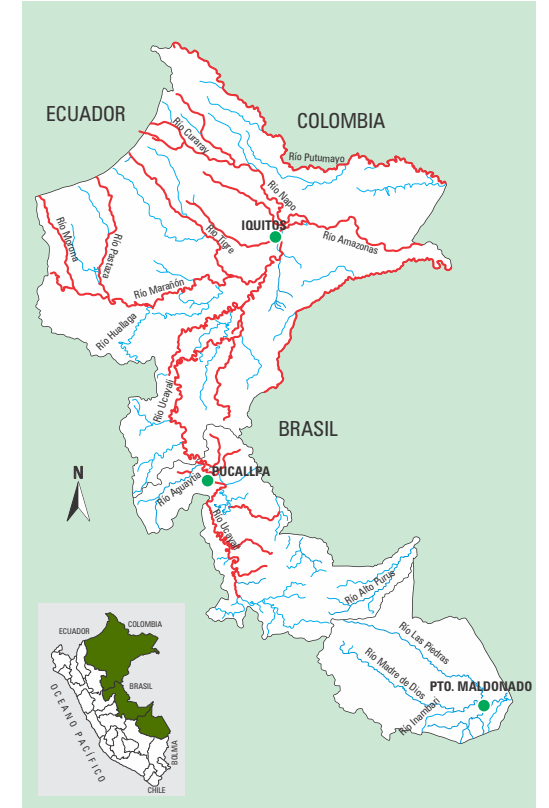 ECUADOR
COLOMBIA
Río Curaray
Río Putumayo
Río Napo
IQUITOS
Río Morona
Río Pastaza
Río Tigre
Río Amazonas
Río Marañón
Río Huallaga
Río Ucayali
BRASIL
N
PUCALLPA
Río Aguaytía
Río Ucayali
Río Alto Purus
Río Las Piedras
Río Madre de Dios
PTO. MALDONADO
Río Inambari
COLOMBIA
ECUADOR
BRASIL
OCEANO PACÍFICO
BOLIVIA
CHILE